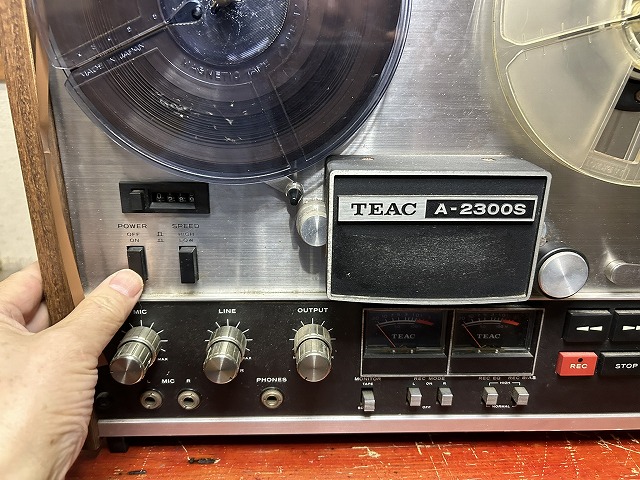 MADE IN JAPAN
MAGNETIC TAPE
TEAC A-2300S
POWER SPEED
OFF HIGH
ON LOW
MIC LINE OUTPUT
MAX
R
MIC R PHONES
TEAC TEAC
MONITOR REC MODE REC EQ REC BIAS
TAPE L ON R HIGH
OFF NORMAL
◀◀ ▶▶
REC STOP